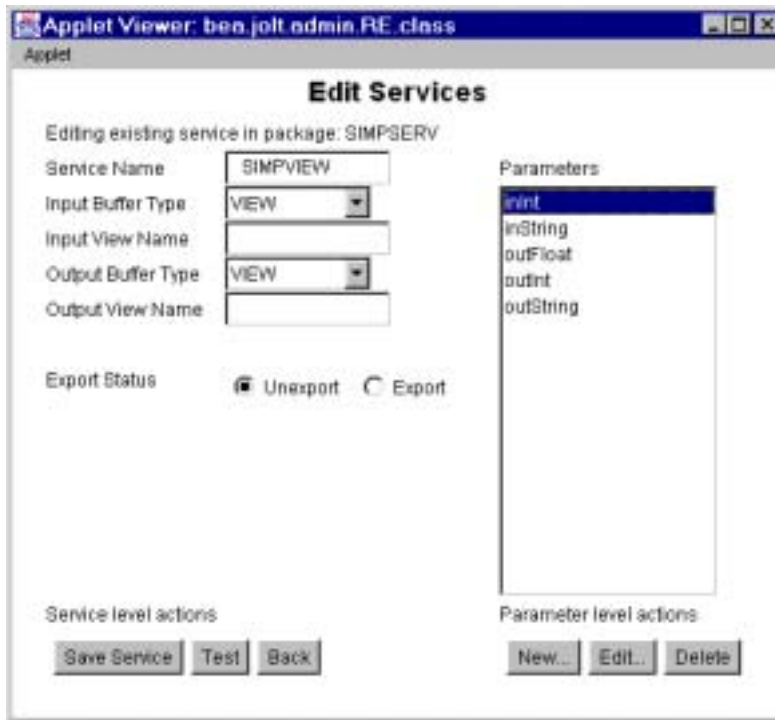 Applet Viewer: bea.jolt.admin.RE.class
Applet
Edit Services
Editing existing service in package: SIMPSERV
Service Name SIMPVIEW
Parameters
Input Buffer Type VIEW
inInt
Input View Name
inString
outFloat
Output Buffer Type VIEW
outInt
Output View Name
outString
Export Status Unexport Export
Service level actions
Parameter level actions
Save Service Test Back
New... Edit... Delete